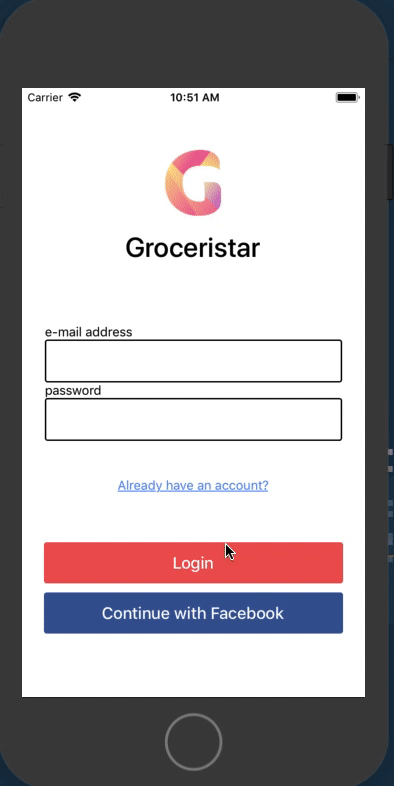 Carrier 10:51 AM
G
Groceristar
e-mail address
password
Already have an account?
Login
Continue with Facebook